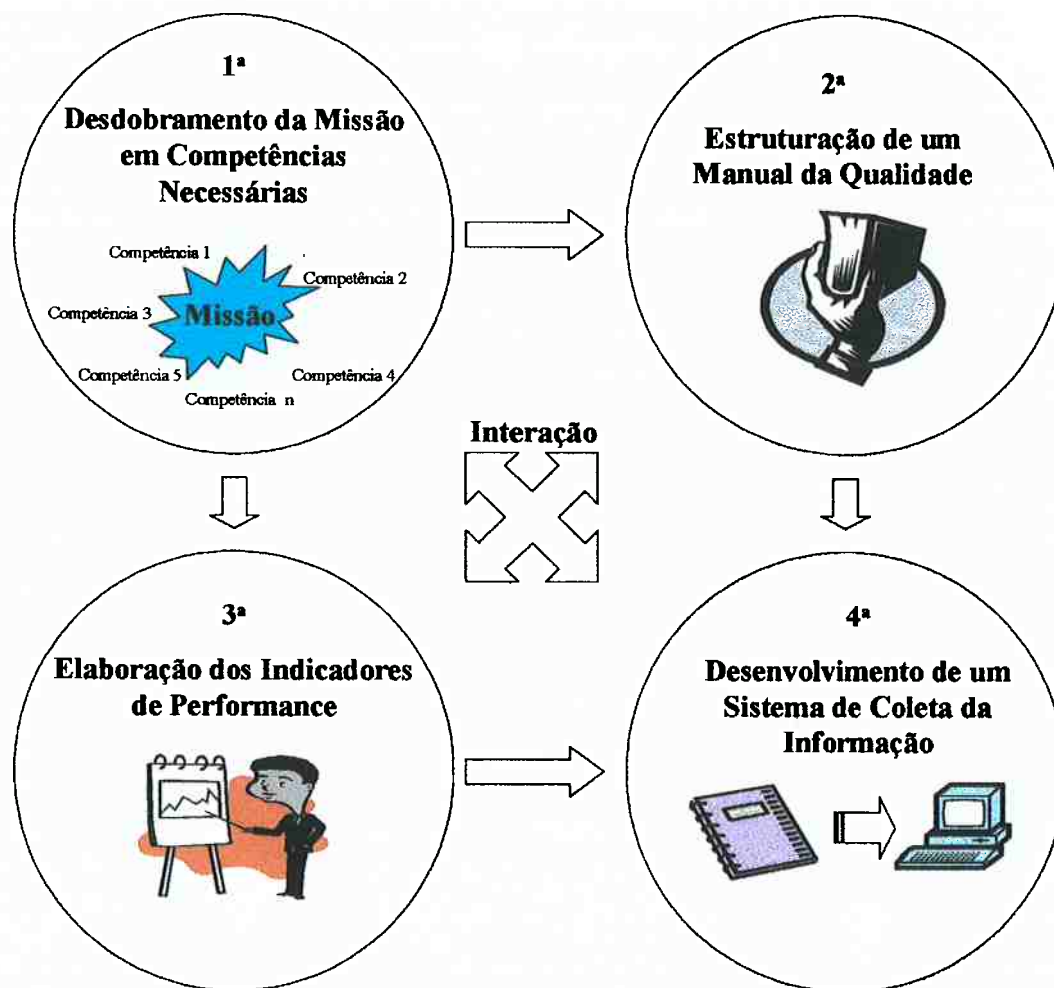 1ª
Desdobramento da Missão
em Competências
Necessárias
Competência 1
Competência 2
Competência 3
Missão
Competência 5
Competência 4
Competência n
2ª
Estruturação de um
Manual da Qualidade
Interação
3ª
Elaboração dos Indicadores
de Performance
4ª
Desenvolvimento de um
Sistema de Coleta da
Informação